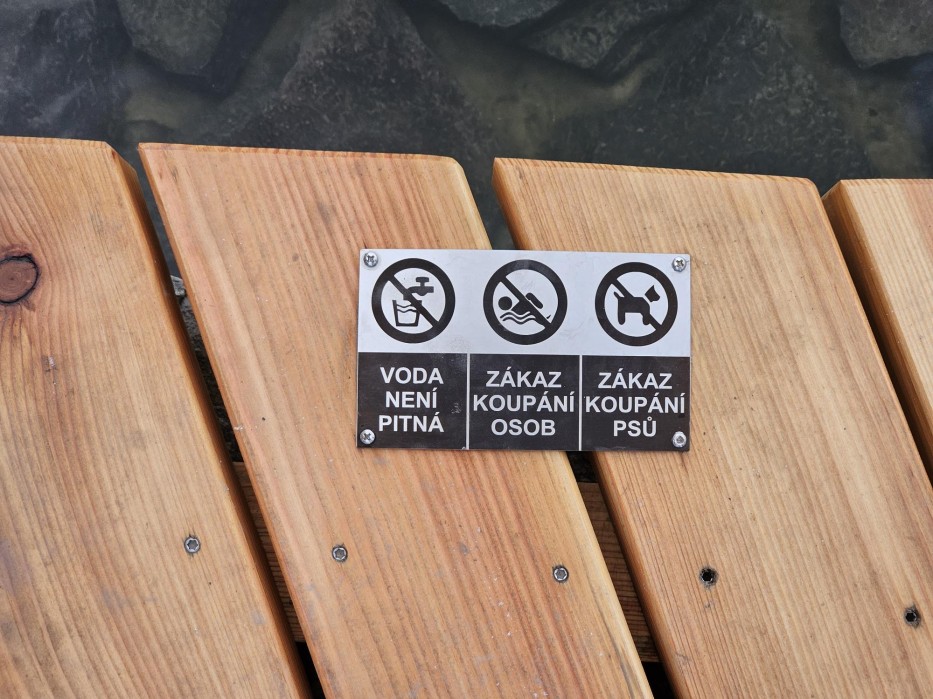 VODA
NENÍ
PITNÁ
ZÁKAZ
KOUPÁNÍ
OSOB
ZÁKAZ
KOUPÁNÍ
PSŮ